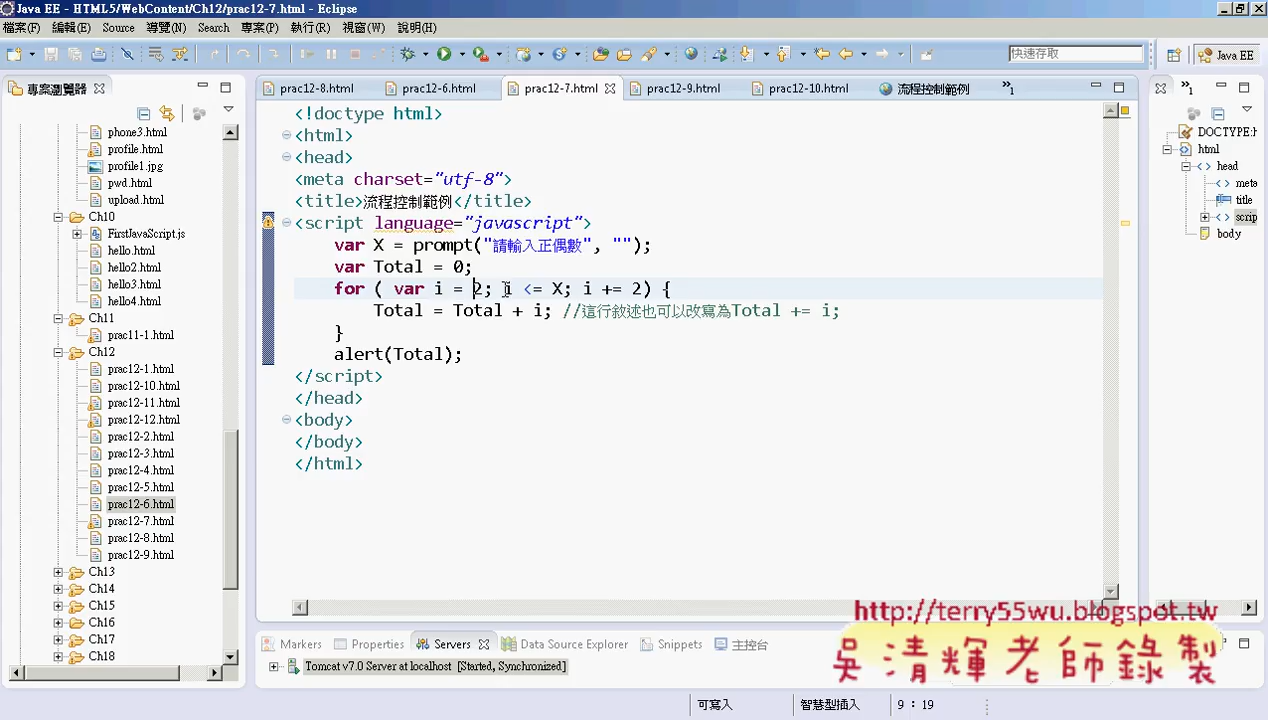 Java EE - HTML5/WebContent/Ch12/prac12-7.html - Eclipse
檔案(F) 編輯(E) Source 導覽(N) Search 專案(P) 執行(R) 視窗(W) 說明(H)
快速存取 Java EE
專案瀏覽器
prac12-8.html prac12-6.html prac12-7.html prac12-9.html prac12-10.html 流程控制範例 »1
»1
phone3.html
profile.html
profile1.jpg
pwd.html
upload.html
Ch10
FirstJavaScript.js
hello.html
hello2.html
hello3.html
hello4.html
Ch11
prac11-1.html
Ch12
prac12-1.html
prac12-10.html
prac12-11.html
prac12-12.html
prac12-2.html
prac12-3.html
prac12-4.html
prac12-5.html
prac12-6.html
prac12-7.html
prac12-8.html
prac12-9.html
Ch13
Ch14
Ch15
Ch16
Ch17
Ch18
<!doctype html>
<html>
<head>
<meta charset="utf-8">
<title>流程控制範例</title>
<script language="javascript">
var X = prompt("請輸入正偶數", "");
var Total = 0;
for ( var i = 2; i <= X; i += 2) {
Total = Total + i; //這行敘述也可以改寫為Total += i;
}
alert(Total);
</script>
</head>
<body>
</body>
</html>
DOCTYPE:h
html
head
meta
title
scrip
body
Markers Properties Servers Data Source Explorer Snippets 主控台
Tomcat v7.0 Server at localhost [Started, Synchronized]
http://terry55wu.blogspot.tw
吳清輝老師錄製
可寫入 智慧型插入 9 : 19